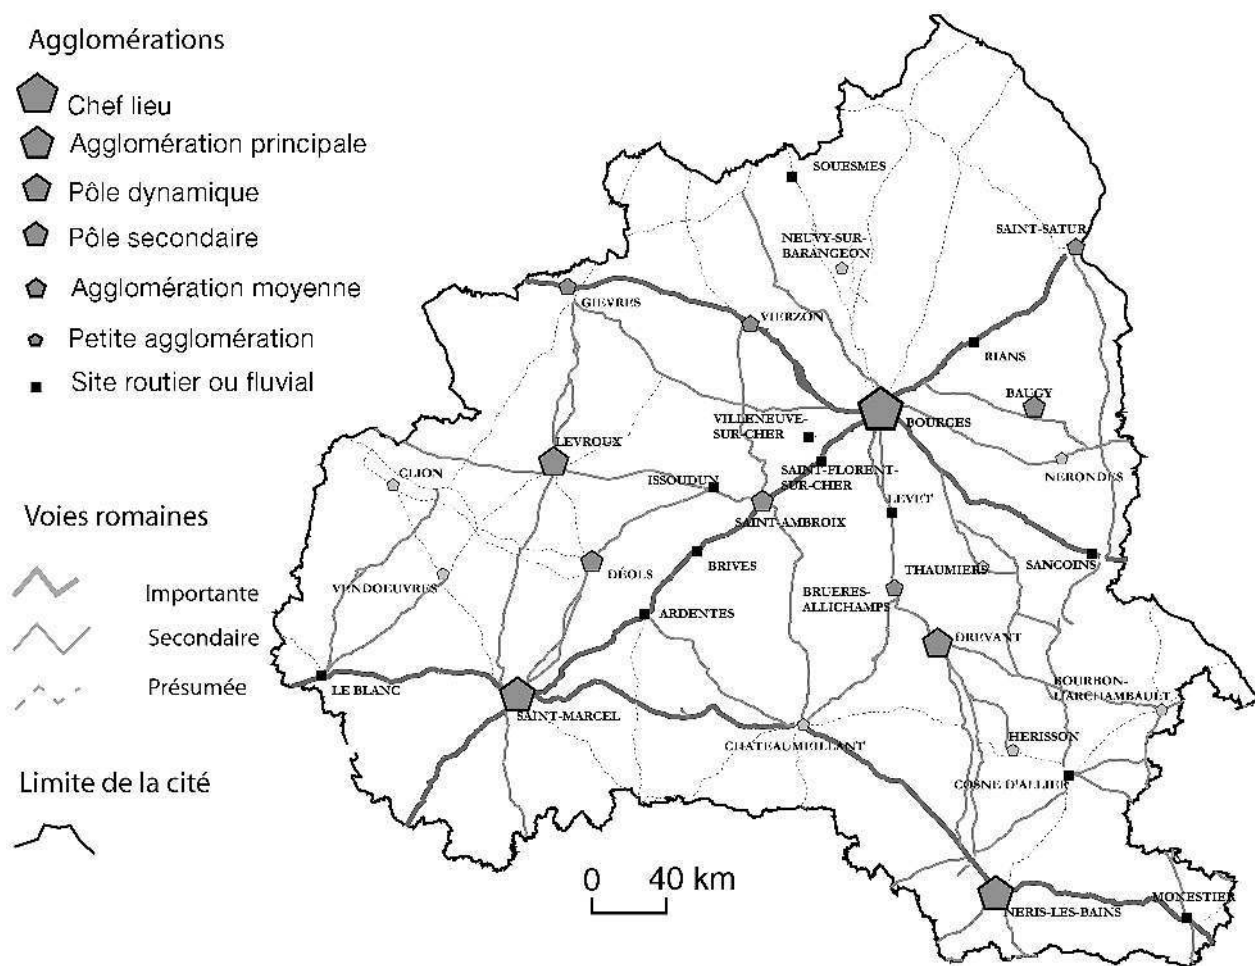 Agglomérations
Chef lieu
Agglomération principale
Pôle dynamique
Pôle secondaire
Agglomération moyenne
Petite agglomération
Site routier ou fluvial
Voies romaines
Importante
Secondaire
Présumée
Limite de la cité
SOUESMES
NEUVY-SUR-
BARANGEON
SAINT-SATUR
GIEVRES
VIERZON
RIANS
BAUGY
BOURGES
VILLENEUVE-
SUR-CHER
LEVROUX
CLION
ISSOUDUN
SAINT-FLORENT-
SUR-CHER
NERONDES
LEVET
SAINT-AMBROIX
BRIVES
DÉOLS
VENDOEUVRES
THAUMIERS
SANCOINS
BRUERES-
ALLICHAMPS
ARDENTES
DREVANT
LE BLANC
SAINT-MARCEL
BOURBON-
L'ARCHAMBAULT
CHATEAUMEILLANT
HERISSON
COSNE D'ALLIER
0 40 km
NERIS-LES-BAINS
MONESTIER